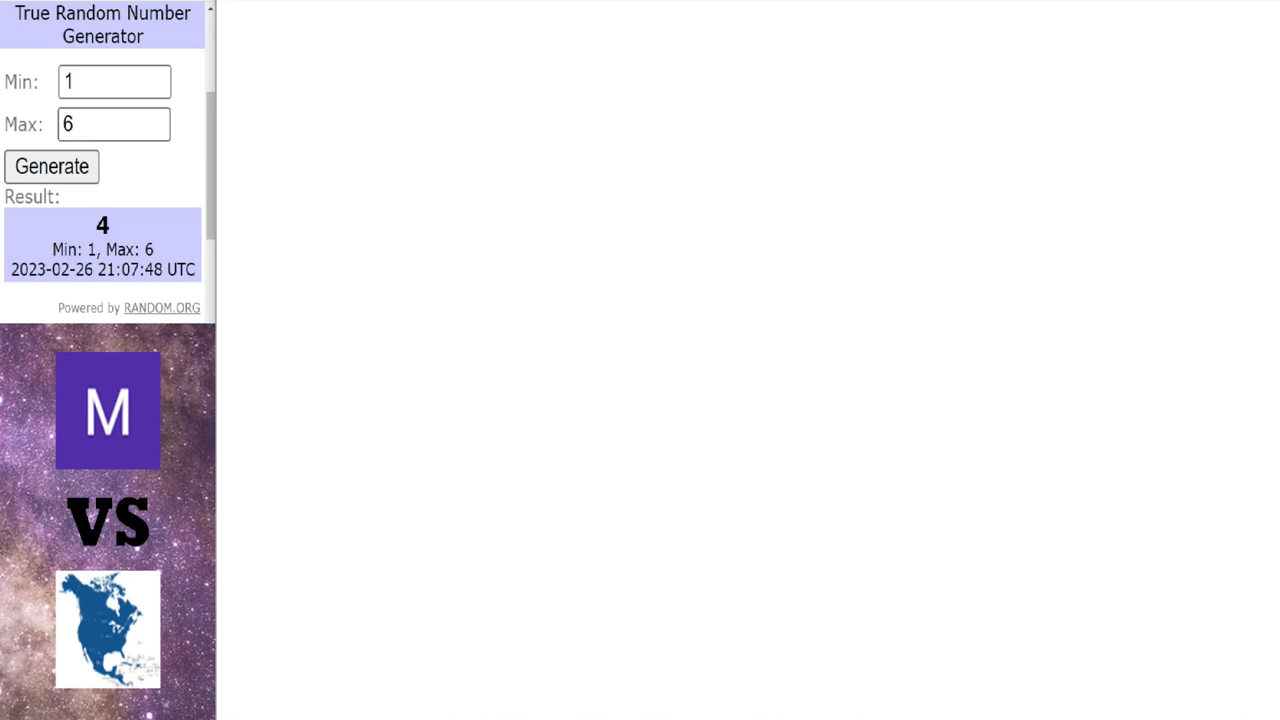 True Random Number
Generator
Min: 1
Max: 6
Generate
Result:
4
Min: 1, Max: 6
2023-02-26 21:07:48 UTC
Powered by RANDOM.ORG
M
VS